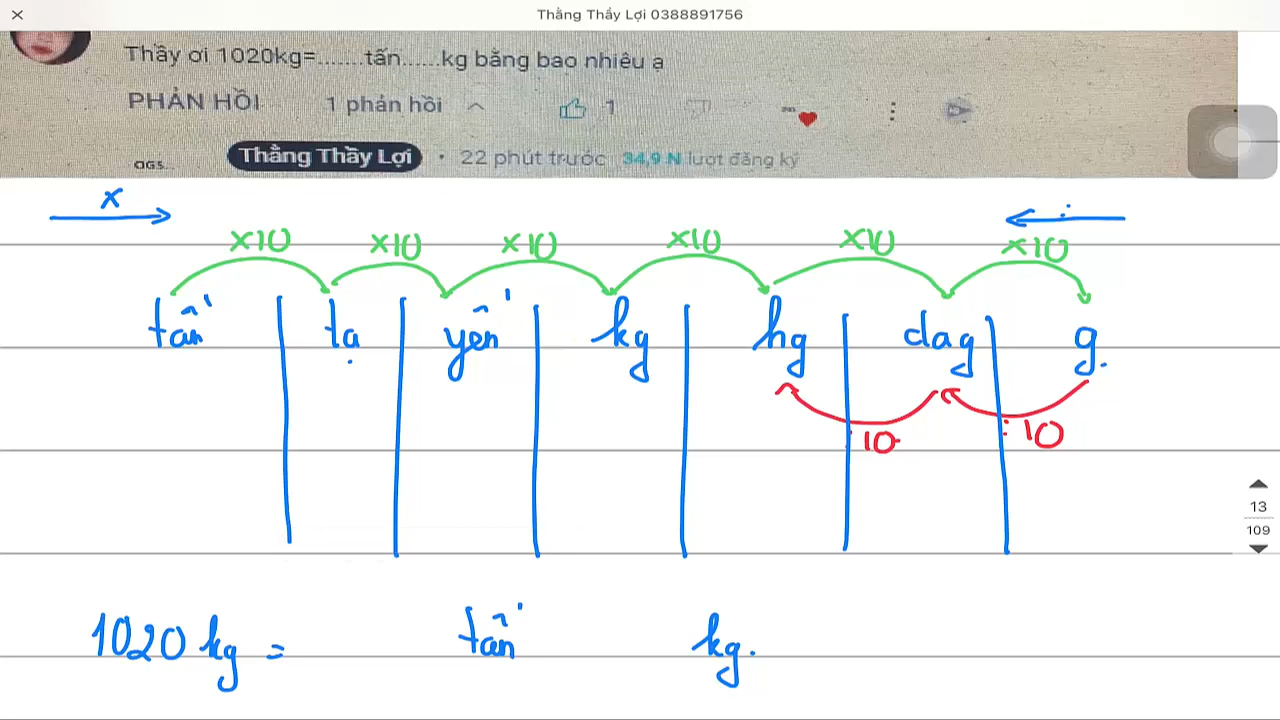 Thằng Thầy Lợi 0388891756
Thầy ơi 1020kg=.......tấn......kg bằng bao nhiêu ạ
PHẢN HỒI 1 phản hồi 1
Thằng Thầy Lợi • 22 phút trước 34,9 N lượt đăng ký
x :
x10 x10 x10 x10 x10 x10
tấn tạ yến kg hg dag g.
:10 :10
13
109
1020 kg = tấn kg.